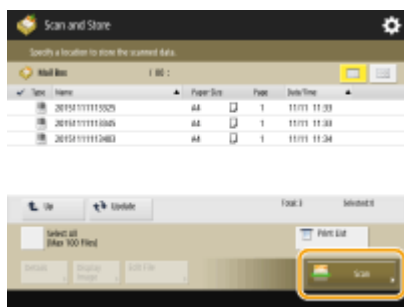 Scan and Store
Specify a location to store the scanned data.
Mail Box 00 :
Type Name Paper Size Page Date/Time
20151111113325 A4 1 11/11 11:33
20151111113345 A4 1 11/11 11:33
20151111113403 A4 1 11/11 11:34
Up Update Total:3 Selected:0
Select All
(Max 100 Files) Print List
Details Display
Image Edit File Scan